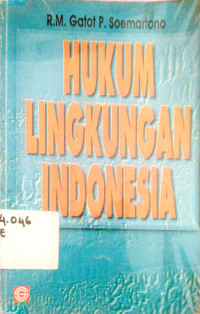 R.M. Gatot P. Soemartono
HUKUM
LINGKUNGAN
INDONESIA
4.046
E